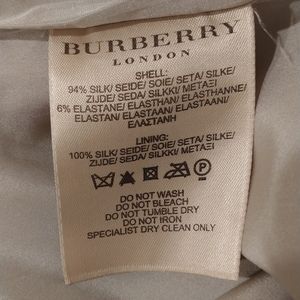 BURBERRY
LONDON
SHELL:
94% SILK/ SEIDE/ SOIE/ SETA/ SILKE/
ZIJDE/ SEDA/ SILKKI/ ΜΕΤΑΞΙ
6% ELASTANE/ ELASTHAN/ ELASTHANNE/
ELASTAN/ ELASTAAN/ ELASTAANI/
ΕΛΑΣΤΑΝΗ
LINING:
100% SILK/ SEIDE/ SOIE/ SETA/ SILKE/
ZIJDE/ SEDA/ SILKKI/ ΜΕΤΑΞΙ
P
DO NOT WASH
DO NOT BLEACH
DO NOT TUMBLE DRY
DO NOT IRON
SPECIALIST DRY CLEAN ONLY